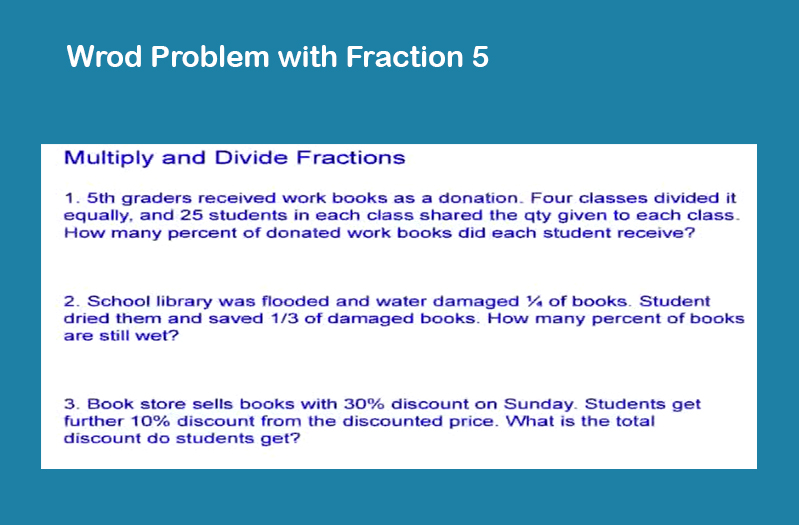 Wrod Problem with Fraction 5
Multiply and Divide Fractions
1. 5th graders received work books as a donation. Four classes divided it
equally, and 25 students in each class shared the qty given to each class.
How many percent of donated work books did each student receive?
2. School library was flooded and water damaged ¼ of books. Student
dried them and saved 1/3 of damaged books. How many percent of books
are still wet?
3. Book store sells books with 30% discount on Sunday. Students get
further 10% discount from the discounted price. What is the total
discount do students get?